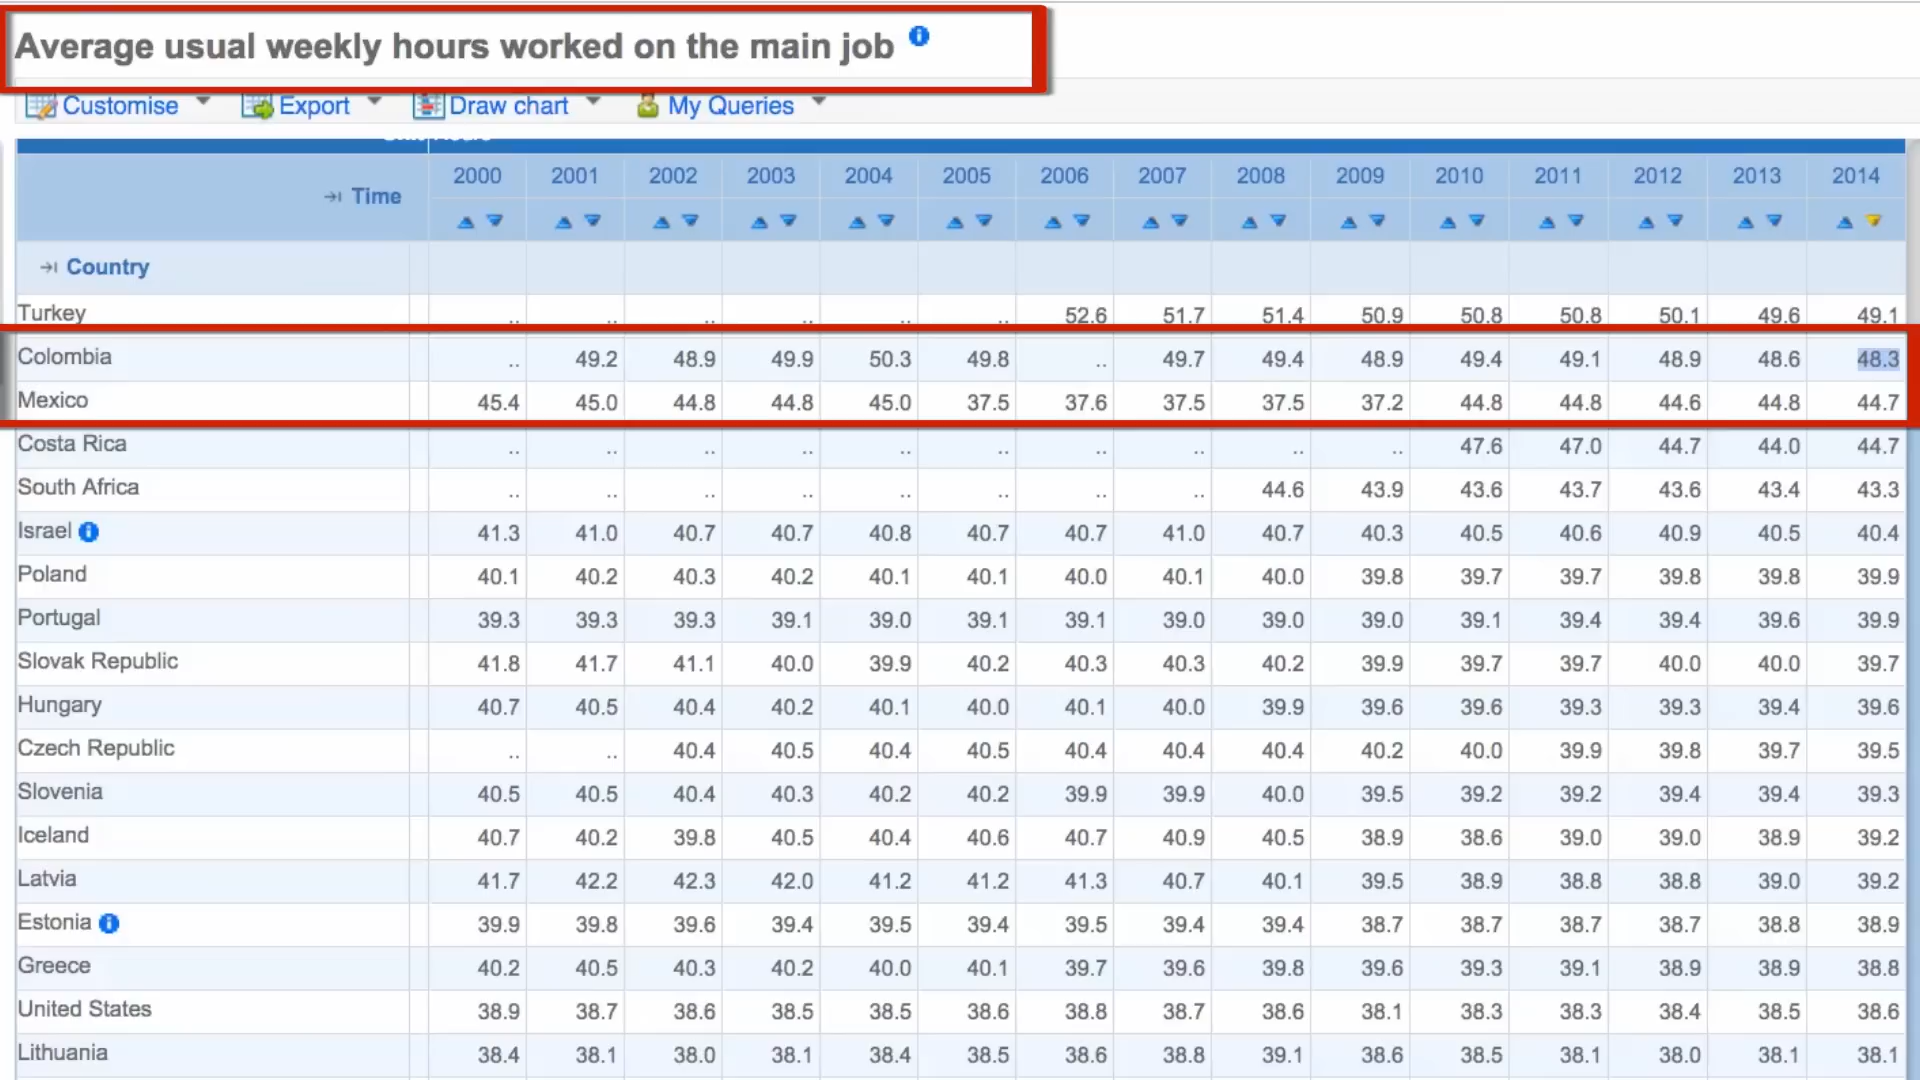 Average usual weekly hours worked on the main job
Customise Export Draw chart My Queries
Time 2000 2001 2002 2003 2004 2005 2006 2007 2008 2009 2010 2011 2012 2013 2014
Country
Turkey .. .. .. .. .. .. 52.6 51.7 51.4 50.9 50.8 50.8 50.1 49.6 49.1
Colombia .. 49.2 48.9 49.9 50.3 49.8 .. 49.7 49.4 48.9 49.4 49.1 48.9 48.6 48.3
Mexico 45.4 45.0 44.8 44.8 45.0 37.5 37.6 37.5 37.5 37.2 44.8 44.8 44.6 44.8 44.7
Costa Rica .. .. .. .. .. .. .. .. .. .. 47.6 47.0 44.7 44.0 44.7
South Africa .. .. .. .. .. .. .. .. 44.6 43.9 43.6 43.7 43.6 43.4 43.3
Israel 41.3 41.0 40.7 40.7 40.8 40.7 40.7 41.0 40.7 40.3 40.5 40.6 40.9 40.5 40.4
Poland 40.1 40.2 40.3 40.2 40.1 40.1 40.0 40.1 40.0 39.8 39.7 39.7 39.8 39.8 39.9
Portugal 39.3 39.3 39.3 39.1 39.0 39.1 39.1 39.0 39.0 39.0 39.1 39.4 39.4 39.6 39.9
Slovak Republic 41.8 41.7 41.1 40.0 39.9 40.2 40.3 40.3 40.2 39.9 39.7 39.7 40.0 40.0 39.7
Hungary 40.7 40.5 40.4 40.2 40.1 40.0 40.1 40.0 39.9 39.6 39.6 39.3 39.3 39.4 39.6
Czech Republic .. .. 40.4 40.5 40.4 40.5 40.4 40.4 40.4 40.2 40.0 39.9 39.8 39.7 39.5
Slovenia 40.5 40.5 40.4 40.3 40.2 40.2 39.9 39.9 40.0 39.5 39.2 39.2 39.4 39.4 39.3
Iceland 40.7 40.2 39.8 40.5 40.4 40.6 40.7 40.9 40.5 38.9 38.6 39.0 39.0 38.9 39.2
Latvia 41.7 42.2 42.3 42.0 41.2 41.2 41.3 40.7 40.1 39.5 38.9 38.8 38.8 39.0 39.2
Estonia 39.9 39.8 39.6 39.4 39.5 39.4 39.5 39.4 39.4 38.7 38.7 38.7 38.7 38.8 38.9
Greece 40.2 40.5 40.3 40.2 40.0 40.1 39.7 39.6 39.8 39.6 39.3 39.1 38.9 38.9 38.8
United States 38.9 38.7 38.6 38.5 38.5 38.6 38.8 38.7 38.6 38.1 38.3 38.3 38.4 38.5 38.6
Lithuania 38.4 38.1 38.0 38.1 38.4 38.5 38.6 38.8 39.1 38.6 38.5 38.1 38.0 38.1 38.1